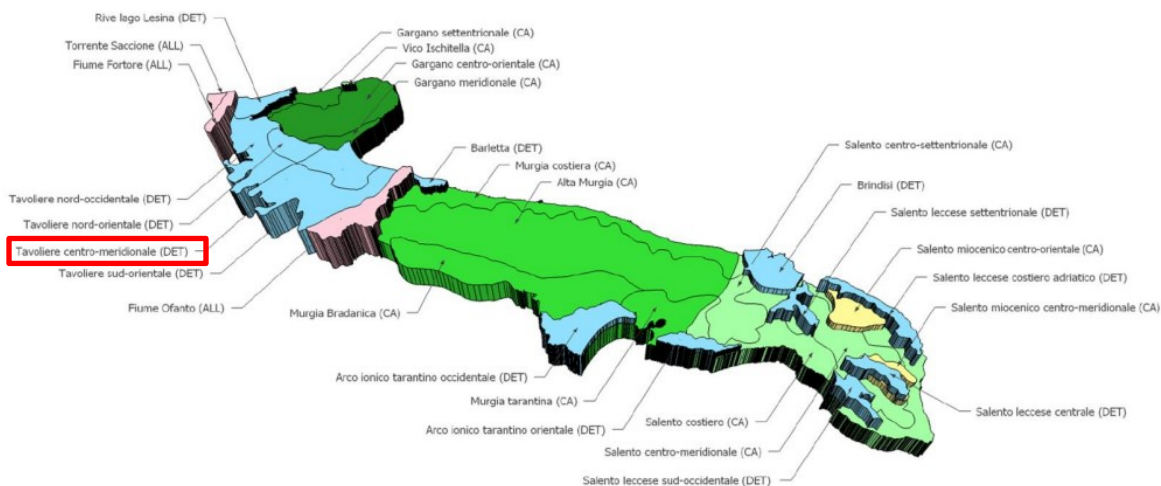 Rive lago Lesina (DET)
Torrente Saccione (ALL)
Fiume Fortore (ALL)
Gargano settentrionale (CA)
Vico Ischitella (CA)
Gargano centro-orientale (CA)
Gargano meridionale (CA)
Barletta (DET)
Murgia costiera (CA)
Alta Murgia (CA)
Salento centro-settentrionale (CA)
Brindisi (DET)
Salento leccese settentrionale (DET)
Salento miocenico centro-orientale (CA)
Salento leccese costiero adriatico (DET)
Salento miocenico centro-meridionale (CA)
Tavoliere nord-occidentale (DET)
Tavoliere nord-orientale (DET)
Tavoliere centro-meridionale (DET)
Tavoliere sud-orientale (DET)
Fiume Ofanto (ALL)
Murgia Bradanica (CA)
Arco ionico tarantino occidentale (DET)
Murgia tarantina (CA)
Arco ionico tarantino orientale (DET)
Salento costiero (CA)
Salento centro-meridionale (CA)
Salento leccese sud-occidentale (DET)
Salento leccese centrale (DET)